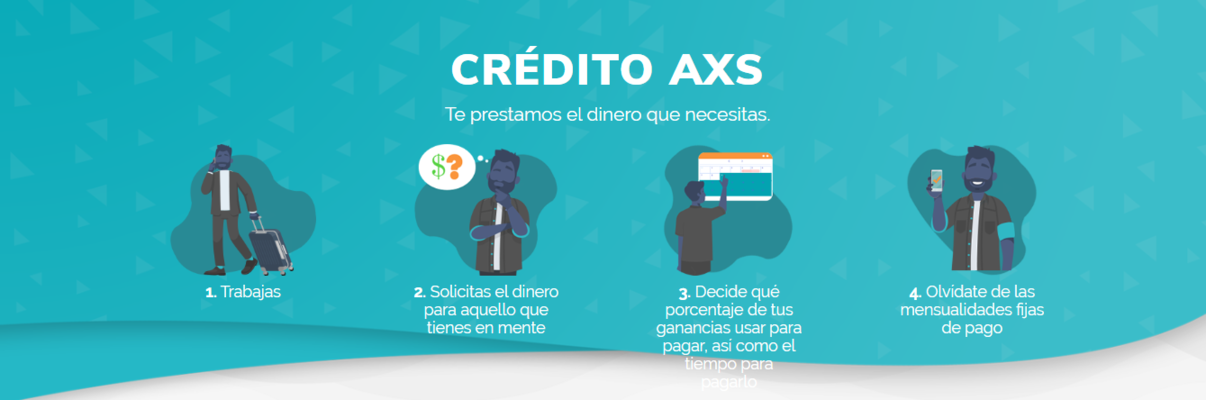 CRÉDITO AXS
Te prestamos el dinero que necesitas.
$?
1. Trabajas
2. Solicitas el dinero
para aquello que
tienes en mente
3. Decide qué
porcentaje de tus
ganancias usar para
pagar, así como el
tiempo para
pagarlo
4. Olvidate de las
mensualidades fijas
de pago